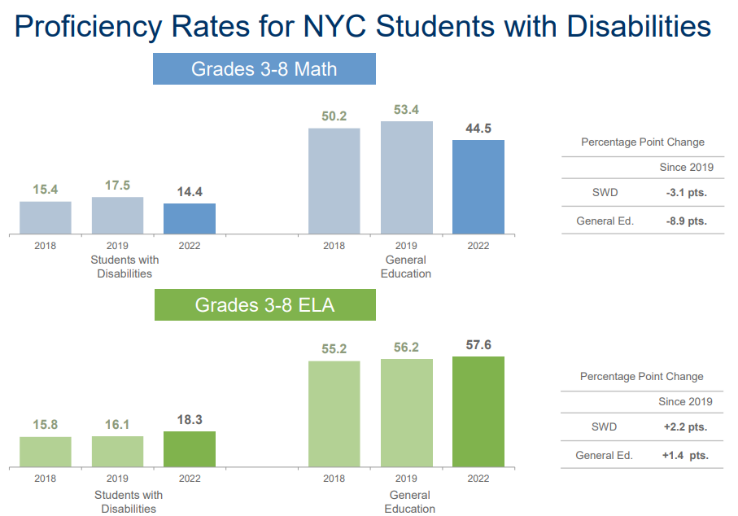 Proficiency Rates for NYC Students with Disabilities
Grades 3-8 Math
15.4
17.5
14.4
50.2
53.4
44.5
2018
2019
2022
2018
2019
2022
Students with
Disabilities
General
Education
Percentage Point Change
Since 2019
SWD -3.1 pts.
General Ed. -8.9 pts.
Grades 3-8 ELA
15.8
16.1
18.3
55.2
56.2
57.6
2018
2019
2022
2018
2019
2022
Students with
Disabilities
General
Education
Percentage Point Change
Since 2019
SWD +2.2 pts.
General Ed. +1.4 pts.